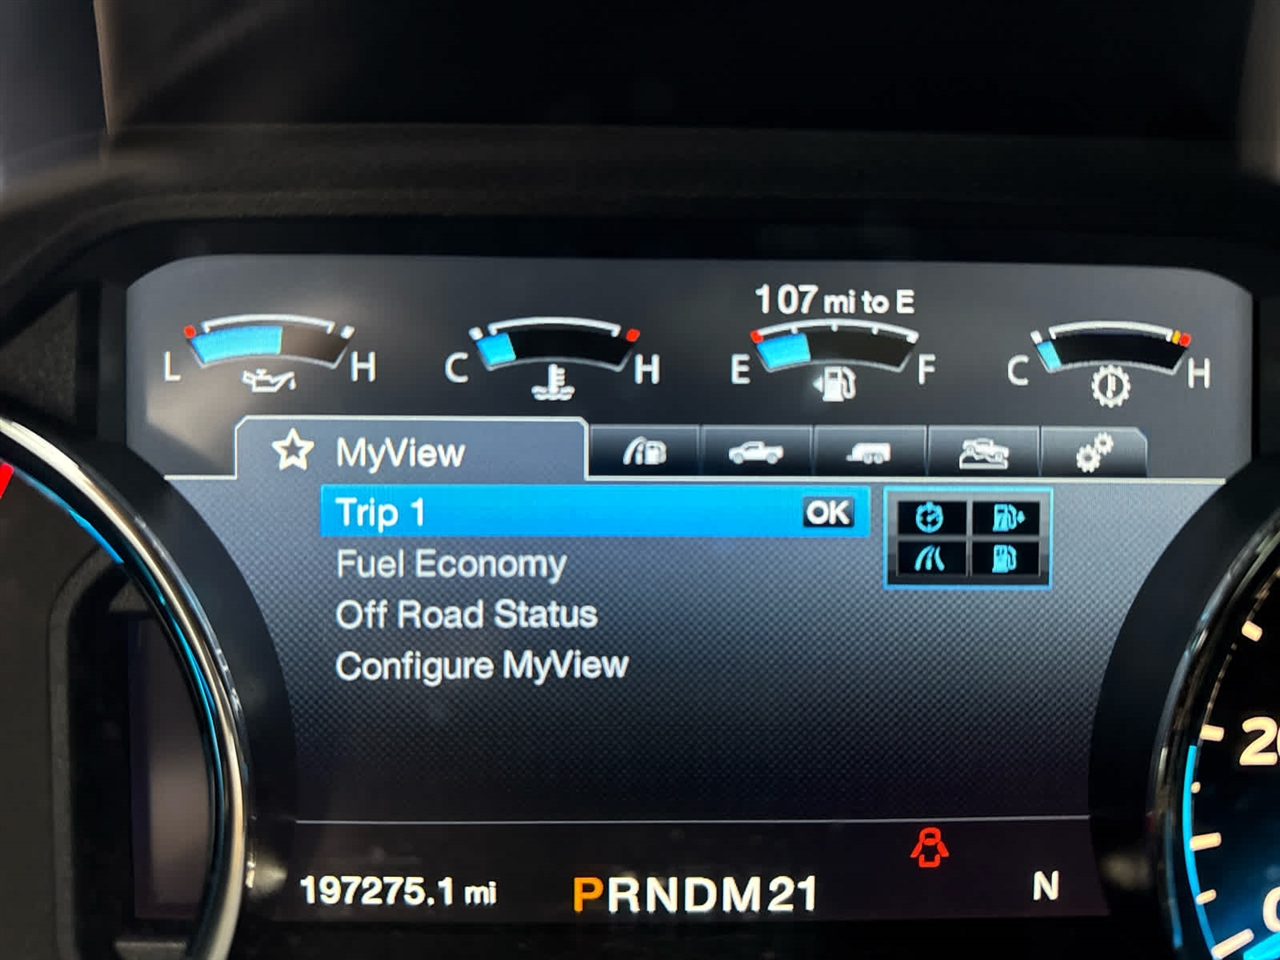 107 mi to E
L H C H E F C H
MyView
Trip 1 OK
Fuel Economy
Off Road Status
Configure MyView
197275.1 mi PRNDM21 N